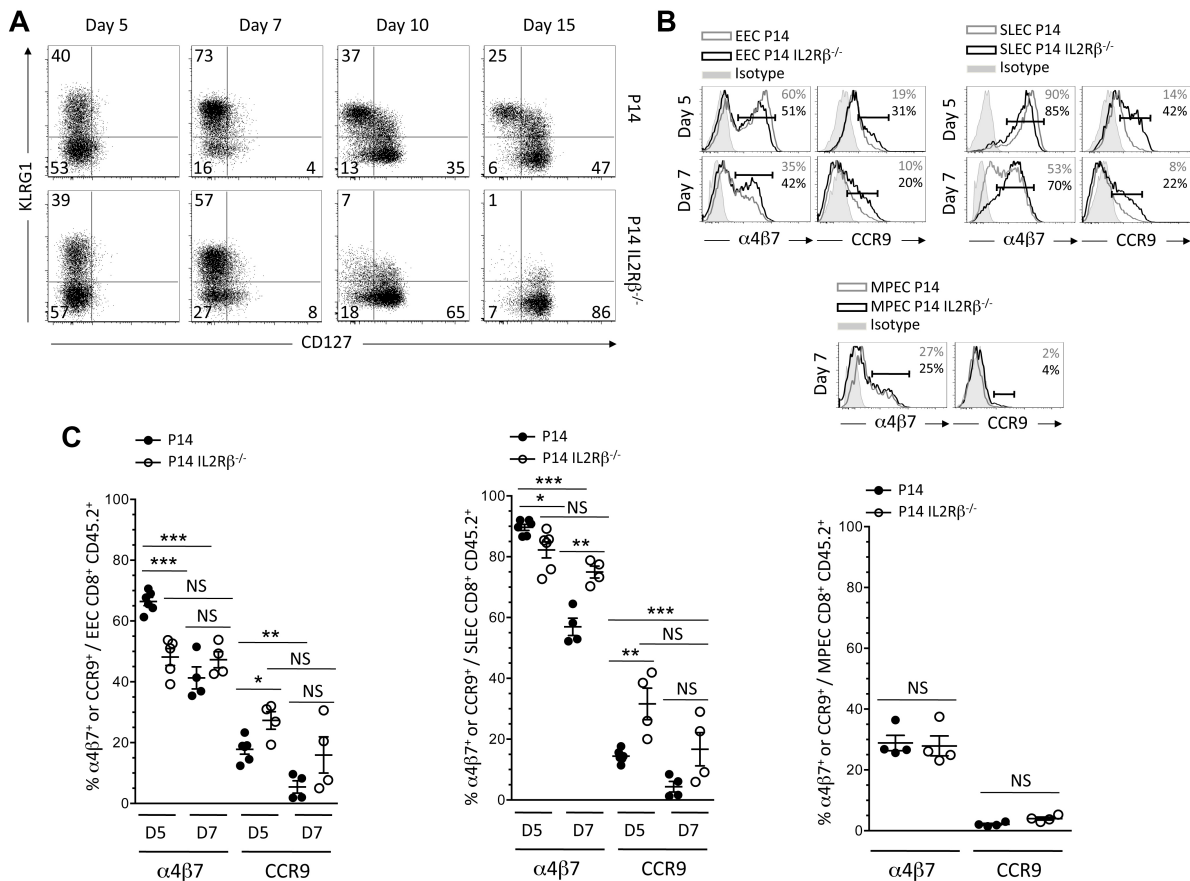 A
Day 5 Day 7 Day 10 Day 15
40 73 37 25
53 16 4 13 35 6 47
P14
39 57 7 1
57 27 8 18 65 7 86
P14 IL2Rβ-/-
KLRG1
CD127
B
EEC P14
EEC P14 IL2Rβ-/-
Isotype
Day 5
60%
51%
19%
31%
Day 7
35%
42%
10%
20%
α4β7 CCR9
SLEC P14
SLEC P14 IL2Rβ-/-
Isotype
Day 5
90%
85%
14%
42%
Day 7
53%
70%
8%
22%
α4β7 CCR9
MPEC P14
MPEC P14 IL2Rβ-/-
Isotype
Day 7
27%
25%
2%
4%
α4β7 CCR9
C
P14
P14 IL2Rβ-/-
% α4β7+ or CCR9+ / EEC CD8+ CD45.2+
100
80
60
40
20
0
***
***
NS
NS
**
NS
*
NS
D5 D7 D5 D7
α4β7 CCR9
P14
P14 IL2Rβ-/-
% α4β7+ or CCR9+ / SLEC CD8+ CD45.2+
100
80
60
40
20
0
***
*
NS
**
***
NS
**
NS
D5 D7 D5 D7
α4β7 CCR9
P14
P14 IL2Rβ-/-
% α4β7+ or CCR9+ / MPEC CD8+ CD45.2+
100
80
60
40
20
0
NS
NS
α4β7 CCR9